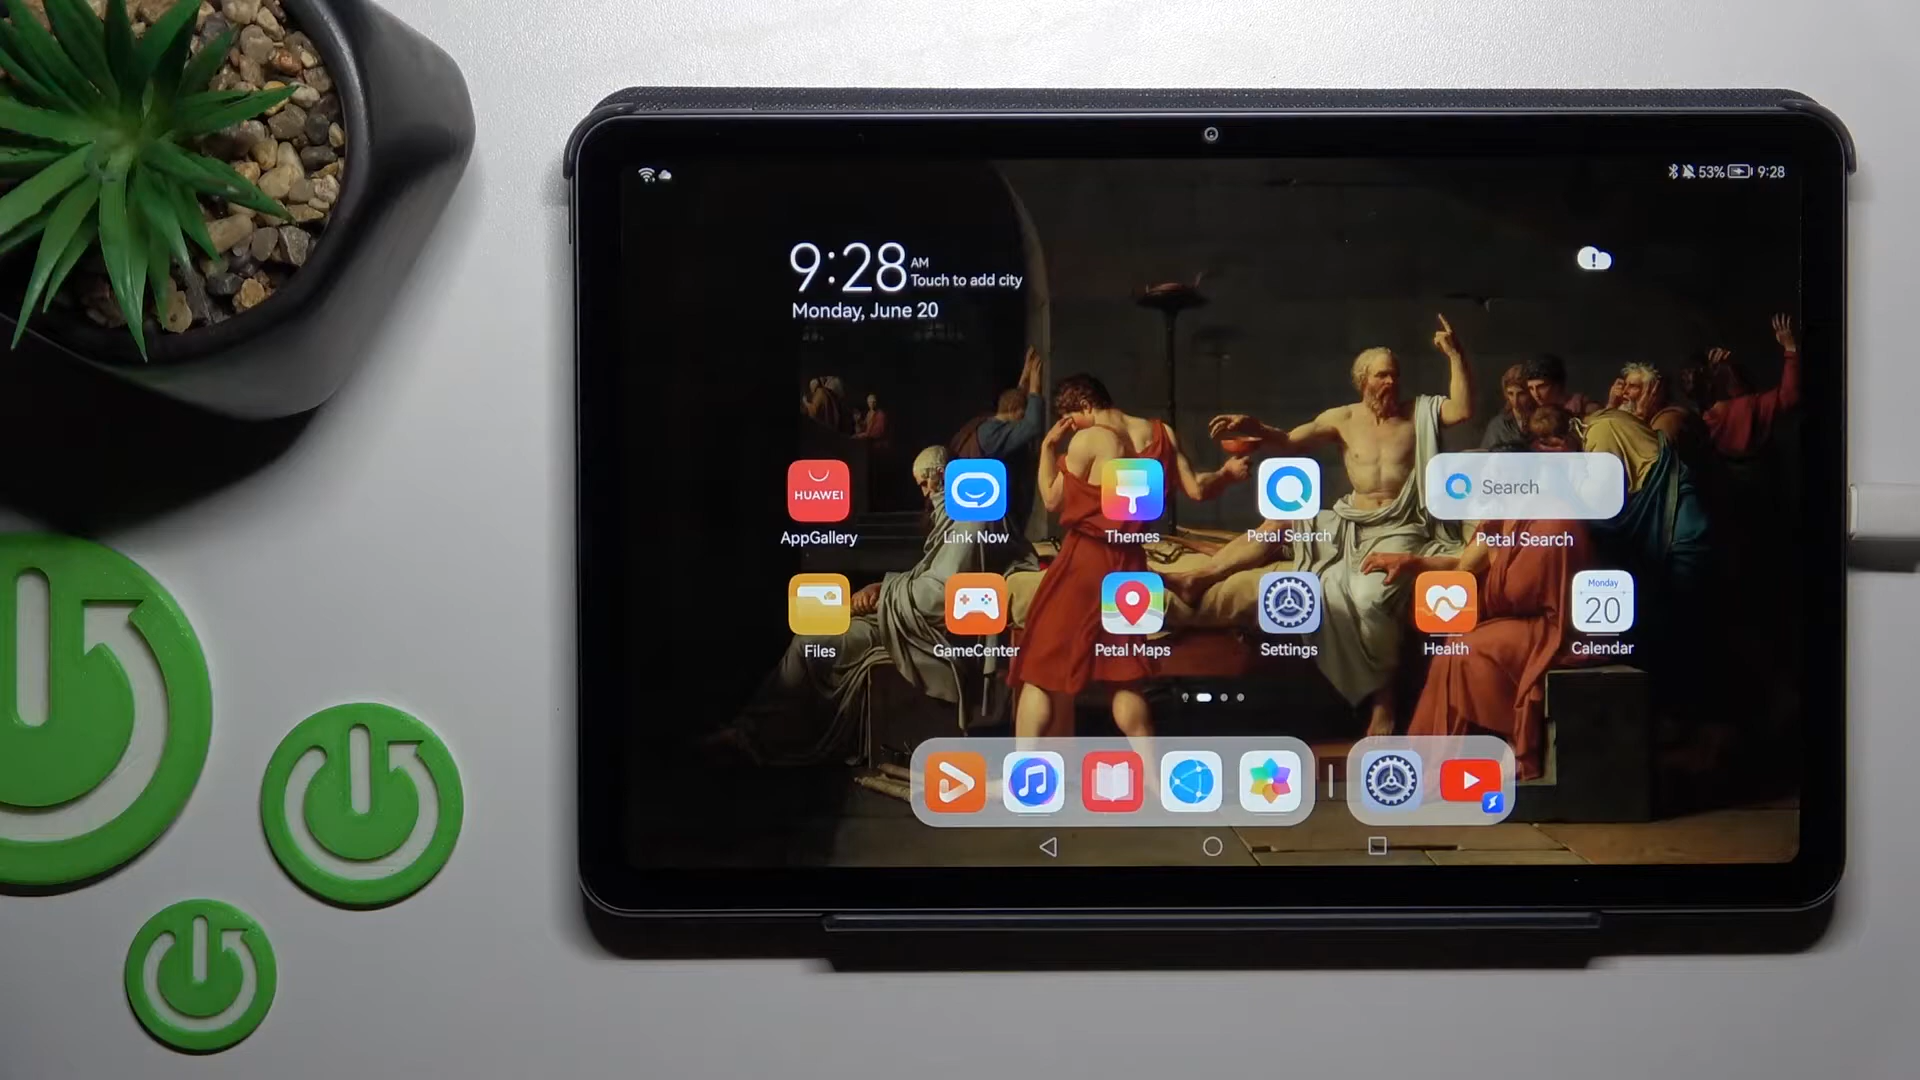 53% 9:28
9:28 AM
Touch to add city
Monday, June 20
HUAWEI
Search
AppGallery
Link Now
Themes
Petal Search
Petal Search
Monday
20
Files
GameCenter
Petal Maps
Settings
Health
Calendar